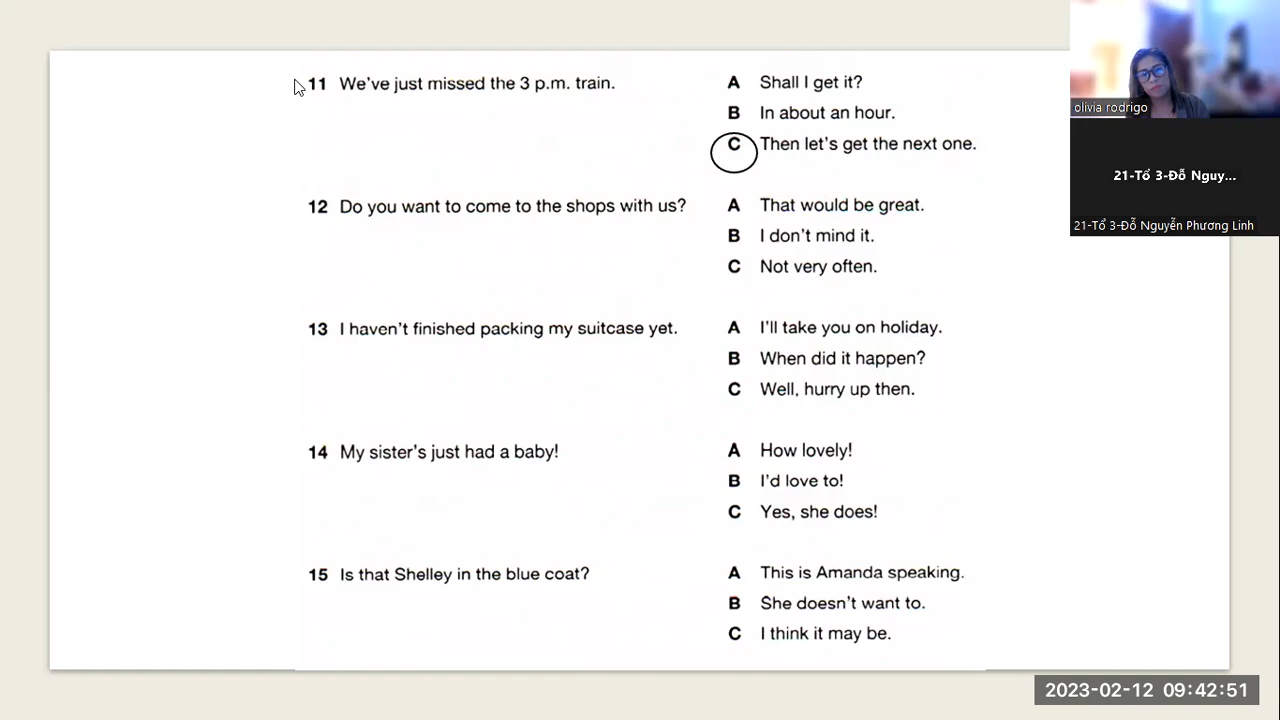 11 We've just missed the 3 p.m. train.
A Shall I get it?
B In about an hour.
C Then let's get the next one.
12 Do you want to come to the shops with us?
A That would be great.
B I don't mind it.
C Not very often.
13 I haven't finished packing my suitcase yet.
A I'll take you on holiday.
B When did it happen?
C Well, hurry up then.
14 My sister's just had a baby!
A How lovely!
B I'd love to!
C Yes, she does!
15 Is that Shelley in the blue coat?
A This is Amanda speaking.
B She doesn't want to.
C I think it may be.
olivia rodrigo
21-Tổ 3-Đỗ Nguy...
21-Tổ 3-Đỗ Nguyễn Phương Linh
2023-02-12 09:42:51